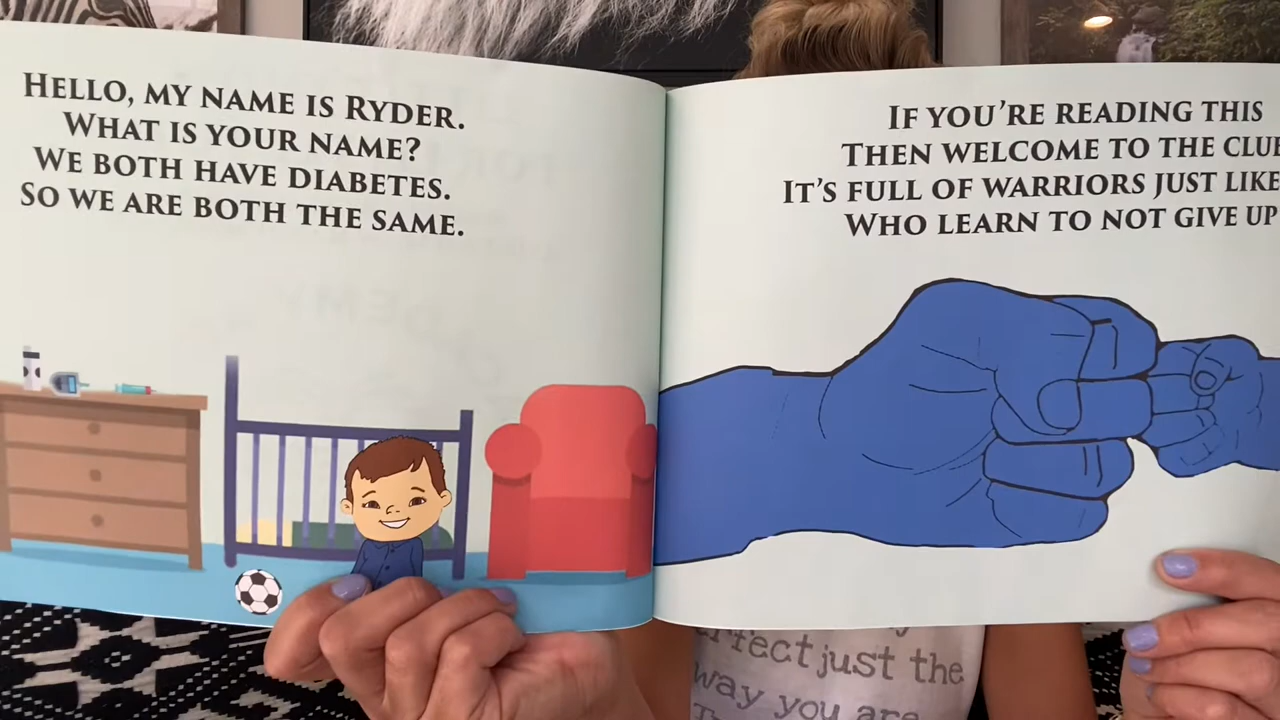 HELLO, MY NAME IS RYDER.
WHAT IS YOUR NAME?
WE BOTH HAVE DIABETES.
SO WE ARE BOTH THE SAME.
IF YOU'RE READING THIS
THEN WELCOME TO THE
IT'S FULL OF WARRIORS JUST LIKE
WHO LEARN TO NOT GIVE UP
just the
way you are